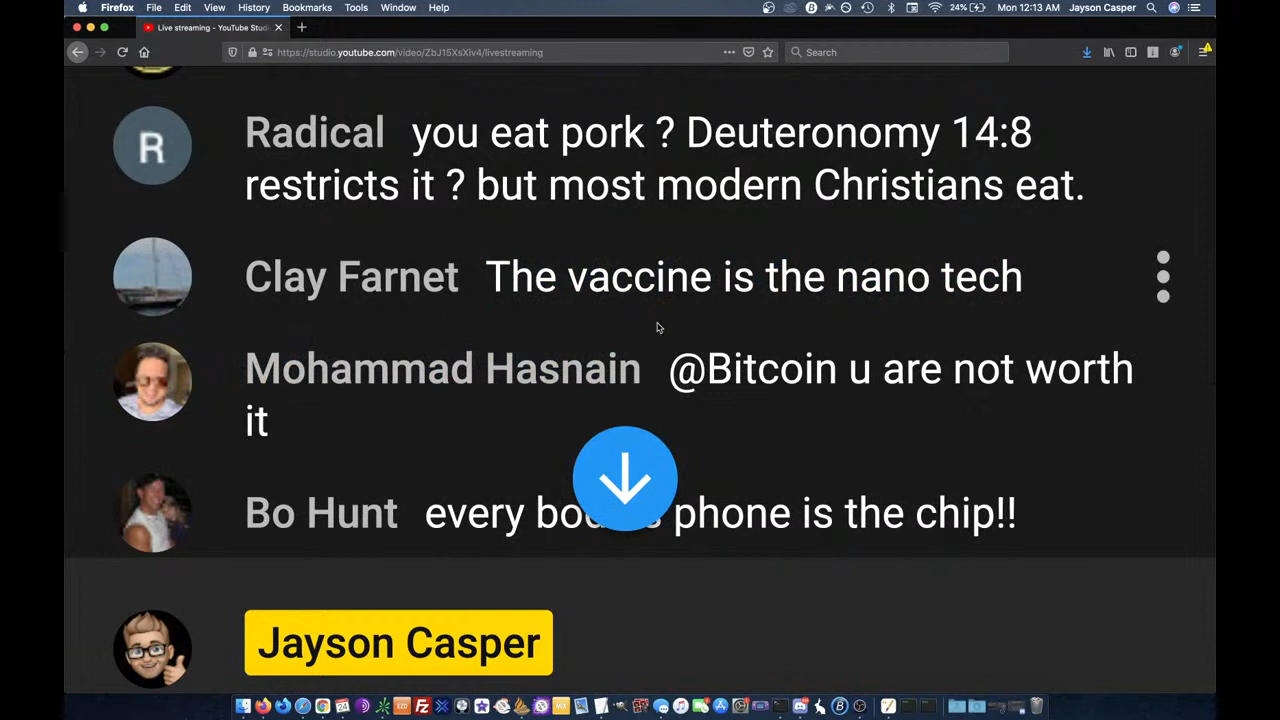 Firefox File Edit View History Bookmarks Tools Window Help 24% Mon 12:13 AM Jayson Casper
Live streaming - YouTube Studi
https://studio.youtube.com/video/ZbJ15XsXiv4/livestreaming Search
Radical you eat pork ? Deuteronomy 14:8
restricts it ? but most modern Christians eat.
Clay Farnet The vaccine is the nano tech
Mohammad Hasnain @Bitcoin u are not worth
it
Bo Hunt every phone is the chip!!
Jayson Casper